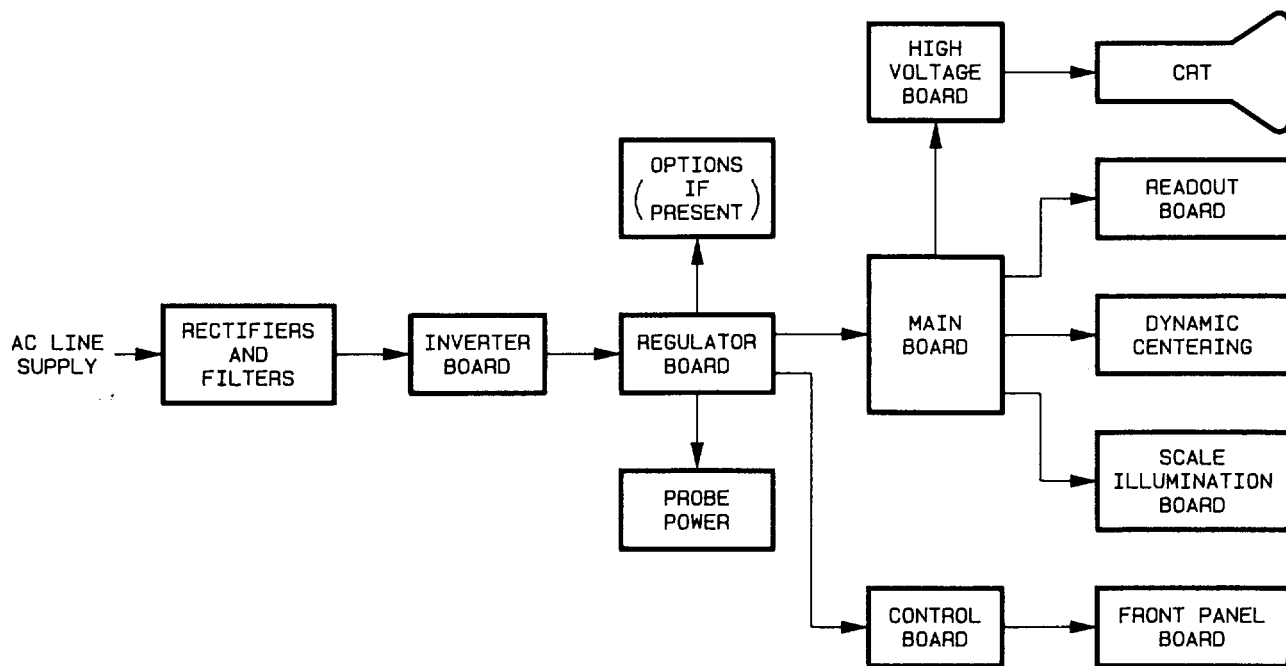 HIGH
VOLTAGE
BOARD
CRT
OPTIONS
( IF )
PRESENT
READOUT
BOARD
AC LINE
SUPPLY
RECTIFIERS
AND
FILTERS
INVERTER
BOARD
REGULATOR
BOARD
MAIN
BOARD
DYNAMIC
CENTERING
PROBE
POWER
SCALE
ILLUMINATION
BOARD
CONTROL
BOARD
FRONT PANEL
BOARD